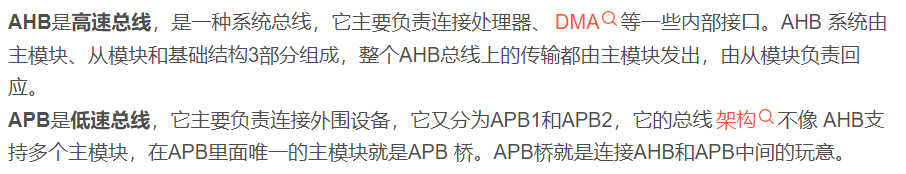 AHB是高速总线，是一种系统总线，它主要负责连接处理器、DMA等一些内部接口。AHB 系统由
主模块、从模块和基础结构3部分组成，整个AHB总线上的传输都由主模块发出，由从模块负责回
应。
APB是低速总线，它主要负责连接外围设备，它又分为APB1和APB2，它的总线架构不像 AHB支
持多个主模块，在APB里面唯一的主模块就是APB 桥。APB桥就是连接AHB和APB中间的玩意。